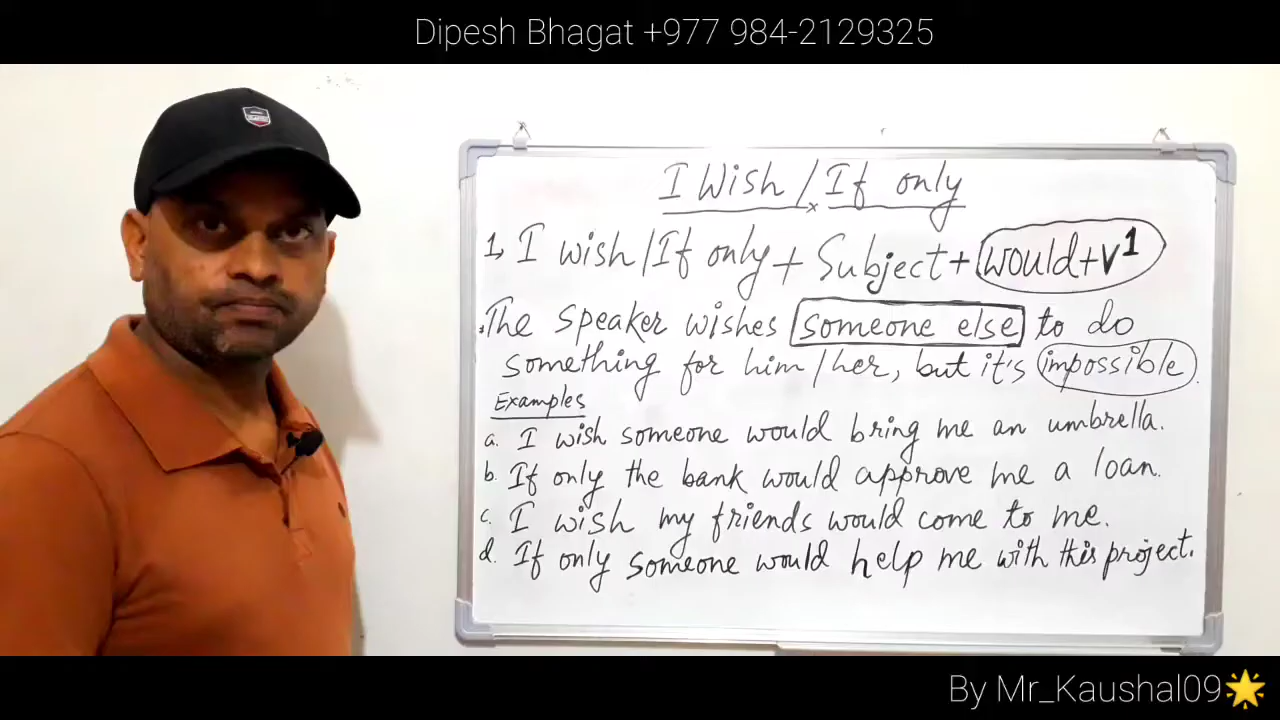 Dipesh Bhagat +977 984-2129325
I Wish / If only
1, I wish/If only + Subject + would+V¹
The speaker wishes someone else to do
something for him/her, but it's impossible.
Examples
a. I wish someone would bring me an umbrella.
b. If only the bank would approve me a loan.
c. I wish my friends would come to me.
d. If only someone would help me with this project.
By Mr_Kaushal09🌟